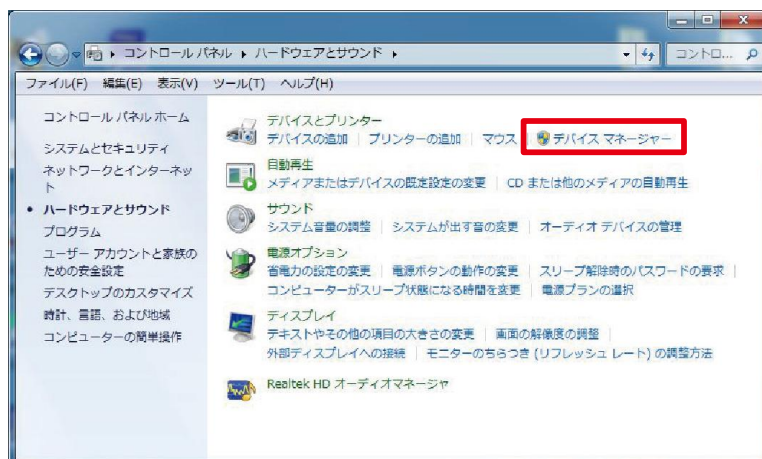 コントロール パネル ハードウェアとサウンド コントロ...
ファイル(F) 編集(E) 表示(V) ツール(T) ヘルプ(H)
コントロール パネル ホーム
システムとセキュリティ
ネットワークとインターネッ
ト
ハードウェアとサウンド
プログラム
ユーザー アカウントと家族の
ための安全設定
デスクトップのカスタマイズ
時計、言語、および地域
コンピューターの簡単操作
デバイスとプリンター
デバイスの追加 | プリンターの追加 | マウス | デバイス マネージャー
自動再生
メディアまたはデバイスの既定設定の変更 | CD または他のメディアの自動再生
サウンド
システム音量の調整 | システムが出す音の変更 | オーディオ デバイスの管理
電源オプション
省電力の設定の変更 | 電源ボタンの動作の変更 | スリープ解除時のパスワードの要求 |
コンピューターがスリープ状態になる時間を変更 | 電源プランの選択
ディスプレイ
テキストやその他の項目の大きさの変更 | 画面の解像度の調整 |
外部ディスプレイへの接続 | モニターのちらつき (リフレッシュ レート) の調整方法
Realtek HD オーディオマネージャ